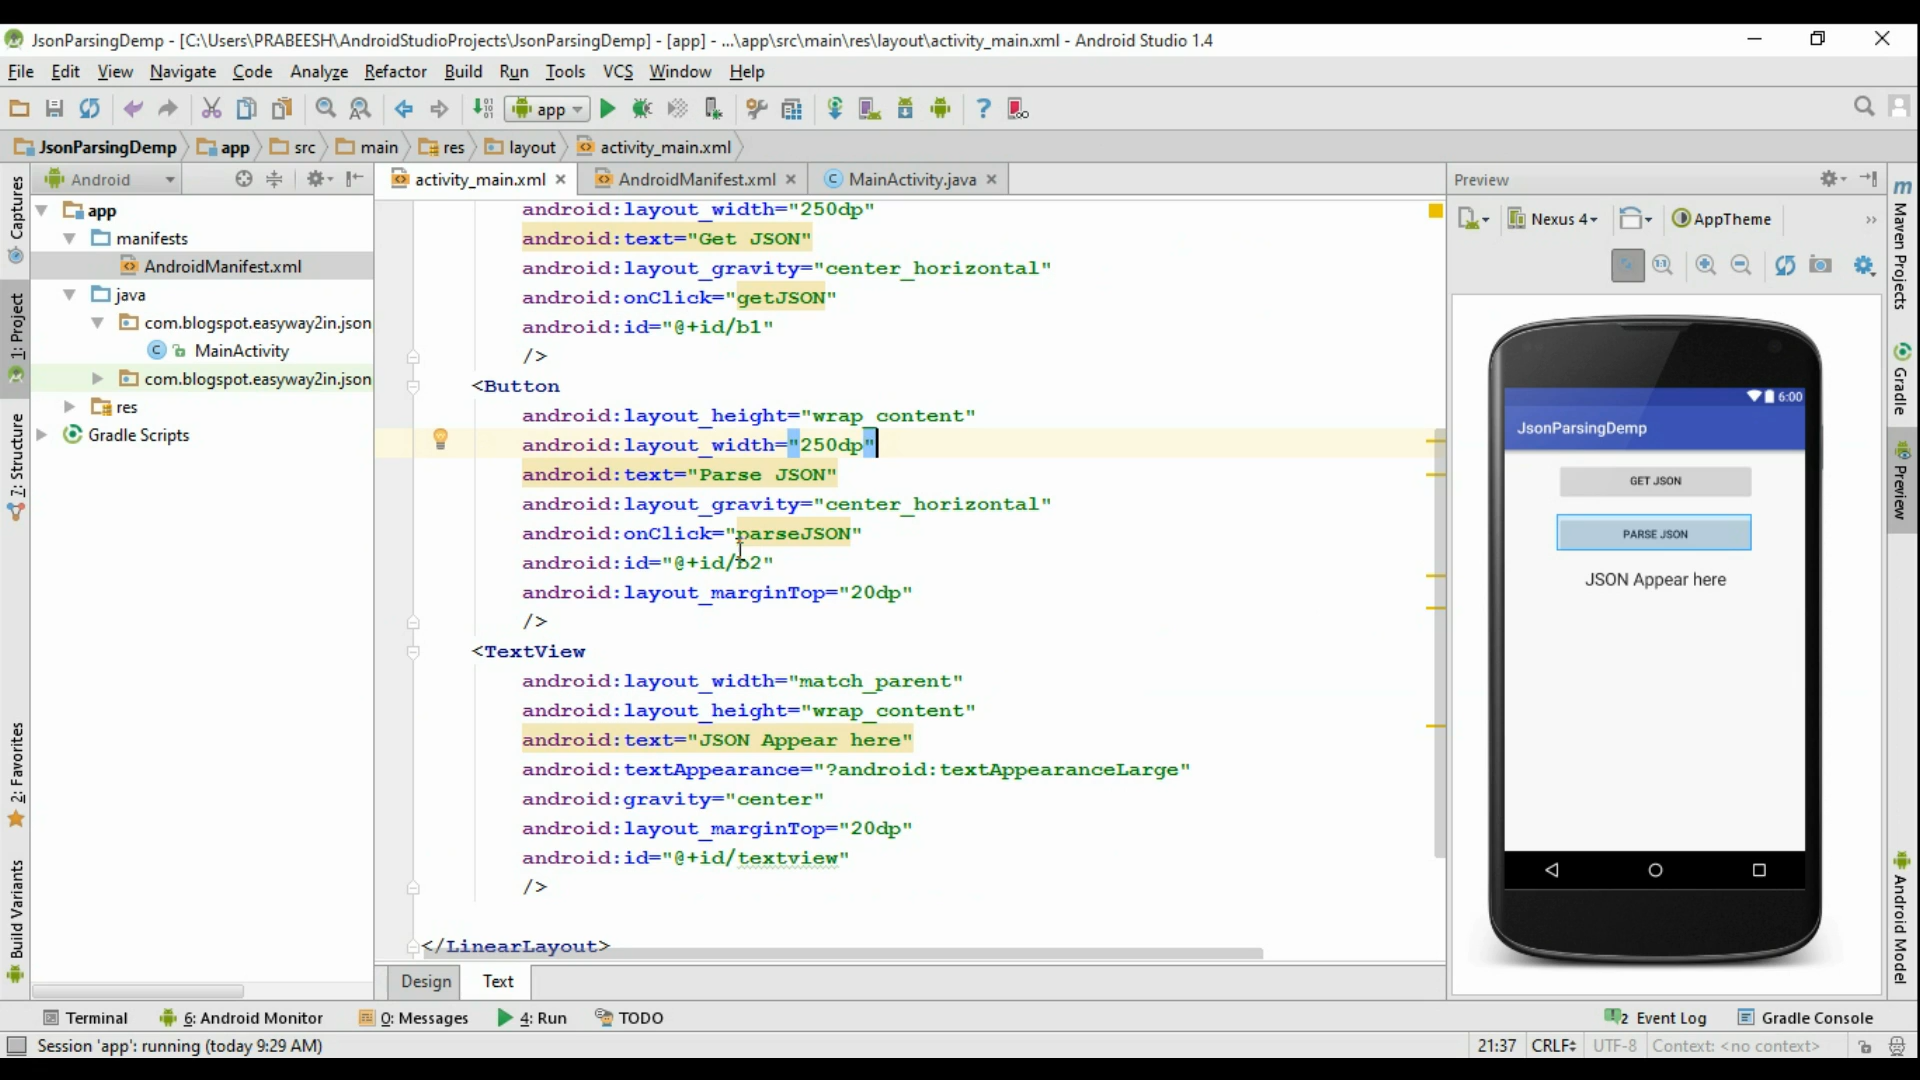 JsonParsingDemp - [C:\Users\PRABEESH\AndroidStudioProjects\JsonParsingDemp] - [app] - ...\app\src\main\res\layout\activity_main.xml - Android Studio 1.4
File Edit View Navigate Code Analyze Refactor Build Run Tools VCS Window Help
app
JsonParsingDemp app src main res layout activity_main.xml
Android
activity_main.xml AndroidManifest.xml MainActivity.java
Preview
Captures
1: Project
7: Structure
2: Favorites
Build Variants
app
manifests
AndroidManifest.xml
java
com.blogspot.easyway2in.json
MainActivity
com.blogspot.easyway2in.json
res
Gradle Scripts
android:layout_width="250dp"
android:text="Get JSON"
android:layout_gravity="center_horizontal"
android:onClick="getJSON"
android:id="@+id/b1"
/>
<Button
android:layout_height="wrap_content"
android:layout_width="250dp"
android:text="Parse JSON"
android:layout_gravity="center_horizontal"
android:onClick="parseJSON"
android:id="@+id/b2"
android:layout_marginTop="20dp"
/>
<TextView
android:layout_width="match_parent"
android:layout_height="wrap_content"
android:text="JSON Appear here"
android:textAppearance="?android:textAppearanceLarge"
android:gravity="center"
android:layout_marginTop="20dp"
android:id="@+id/textview"
/>
</LinearLayout>
Design Text
Nexus 4 AppTheme
6:00
JsonParsingDemp
GET JSON
PARSE JSON
JSON Appear here
Maven Projects
Gradle
Preview
Android Model
Terminal 6: Android Monitor 0: Messages 4: Run TODO 2 Event Log Gradle Console
Session 'app': running (today 9:29 AM) 21:37 CRLF UTF-8 Context: <no context>